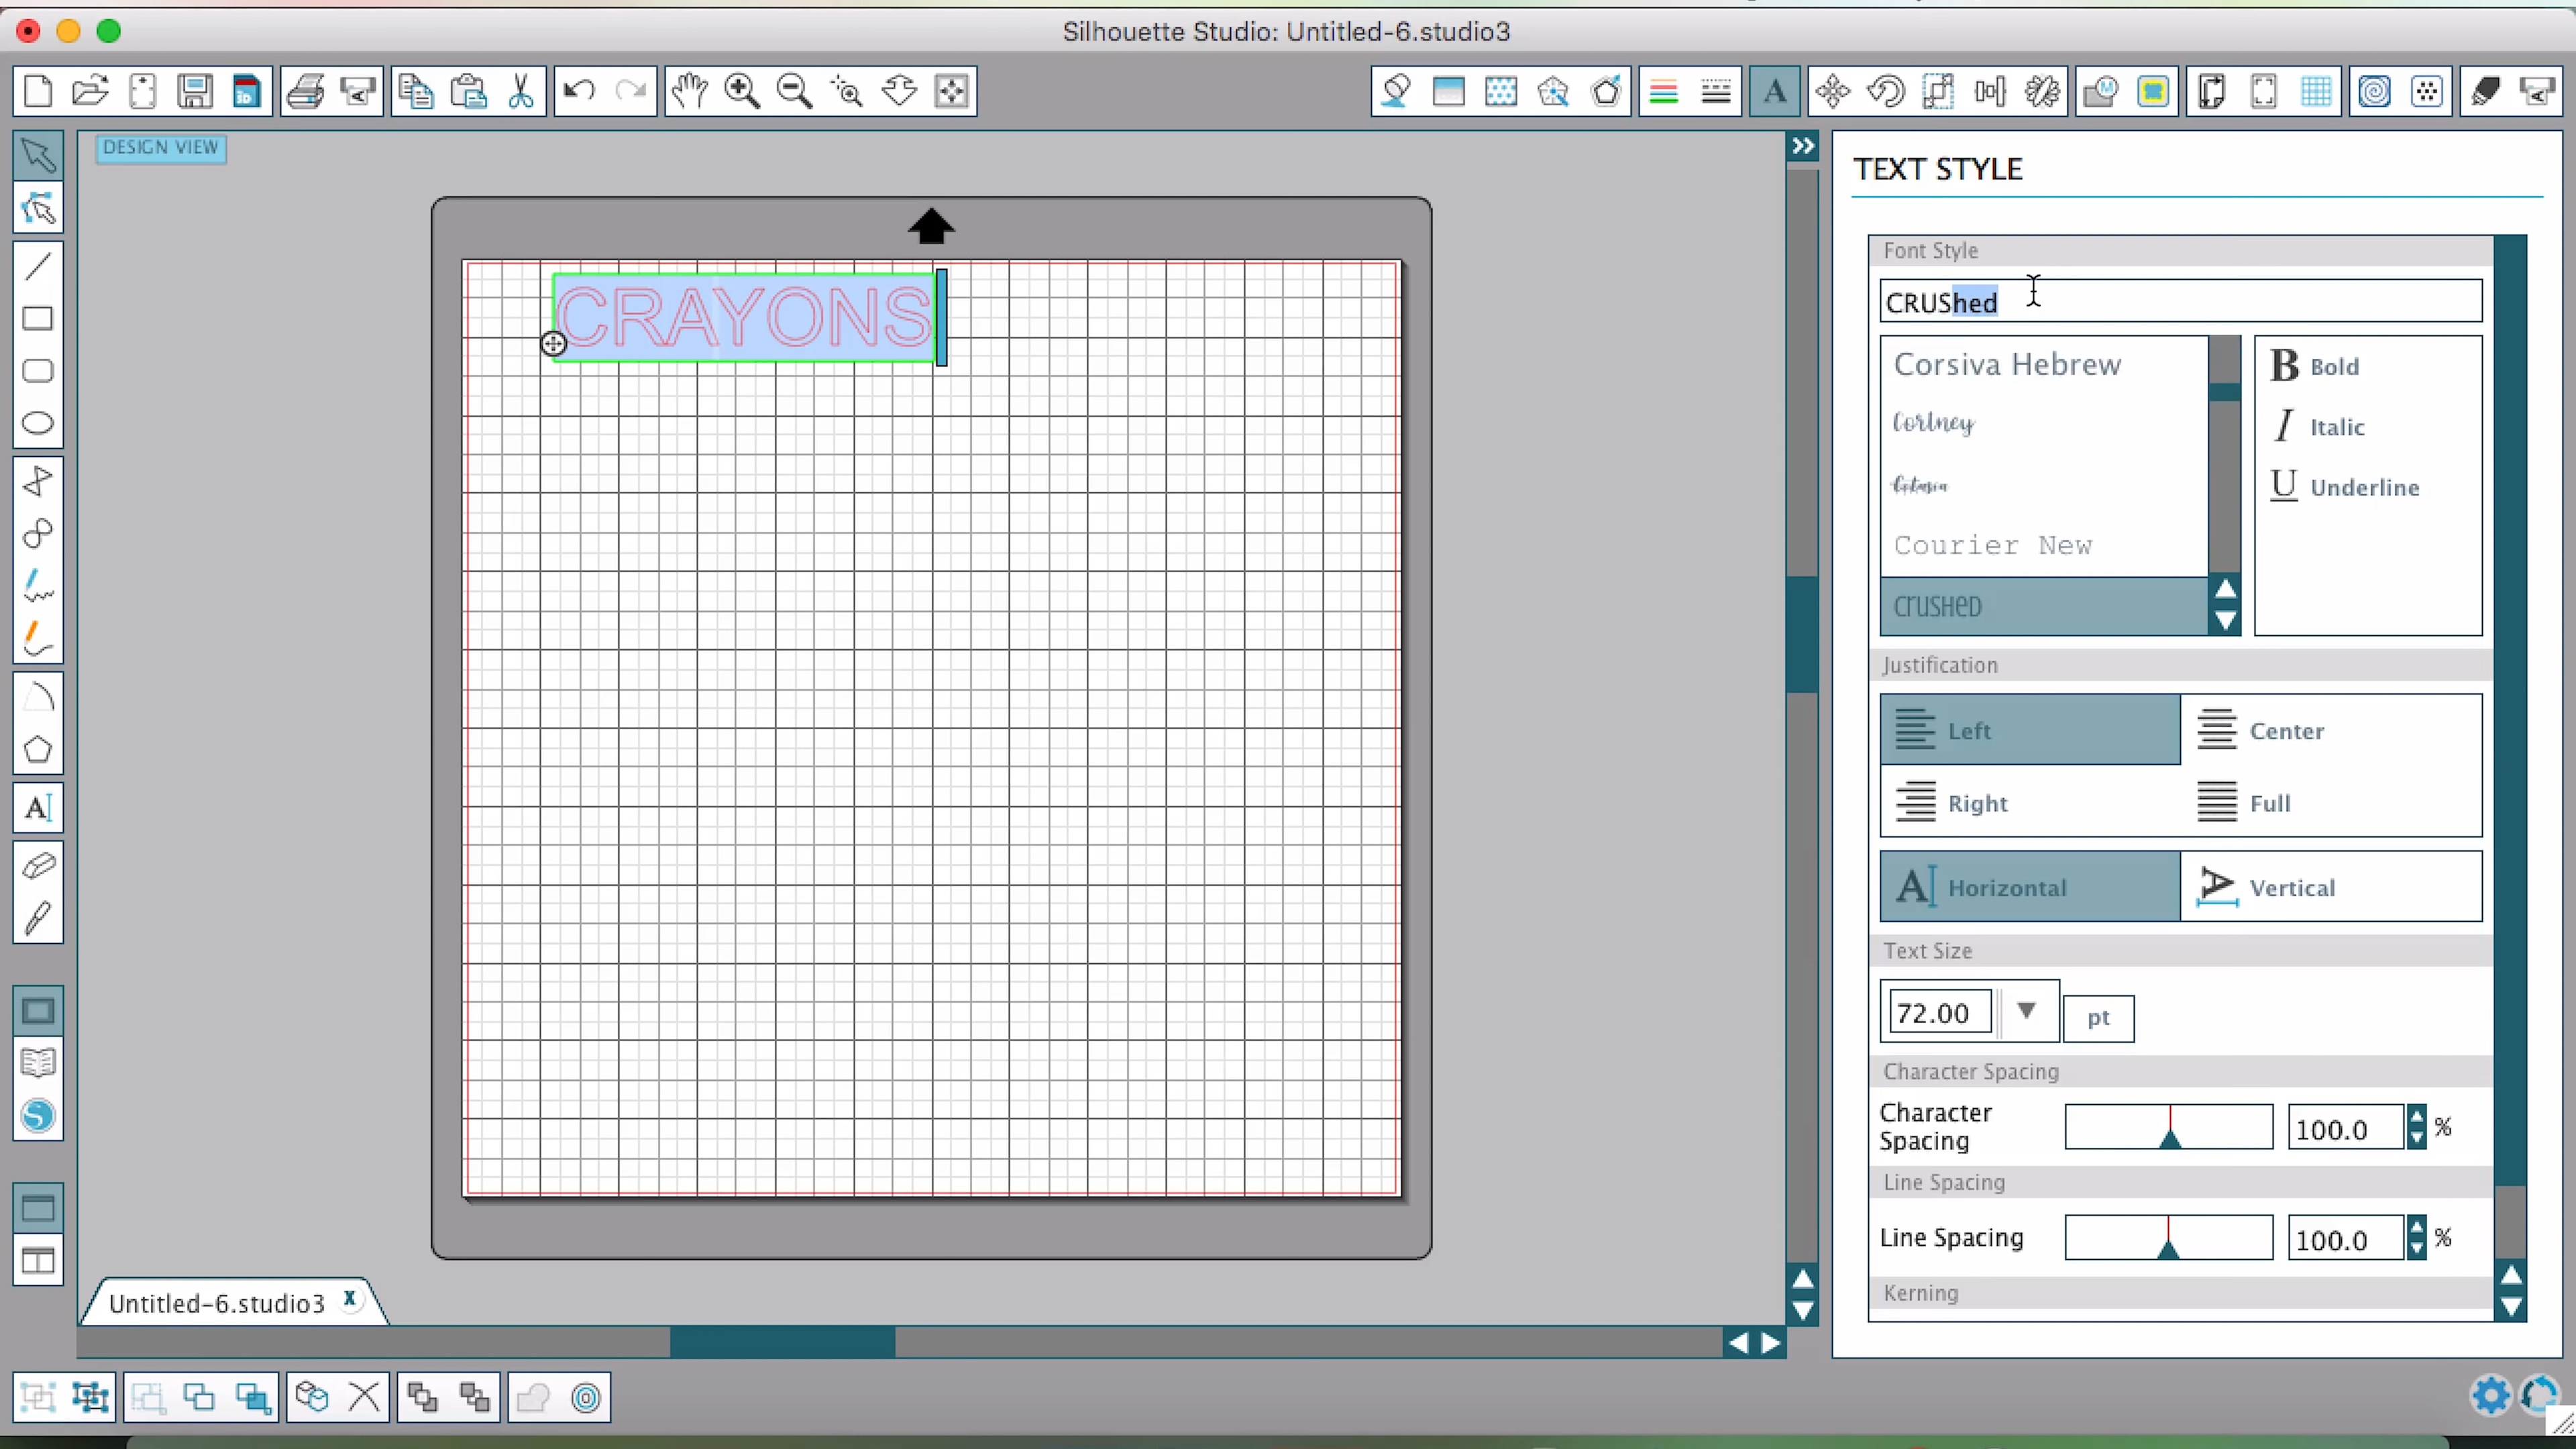 Silhouette Studio: Untitled-6.studio3
DESIGN VIEW
CRAYONS
Untitled-6.studio3 X
TEXT STYLE
Font Style
CRUShed
Corsiva Hebrew
Cortney
Courier New
CRUSHED
B Bold
I Italic
U Underline
Justification
Left
Center
Right
Full
Horizontal
Vertical
Text Size
72.00
pt
Character Spacing
Character
Spacing
100.0 %
Line Spacing
Line Spacing
100.0 %
Kerning